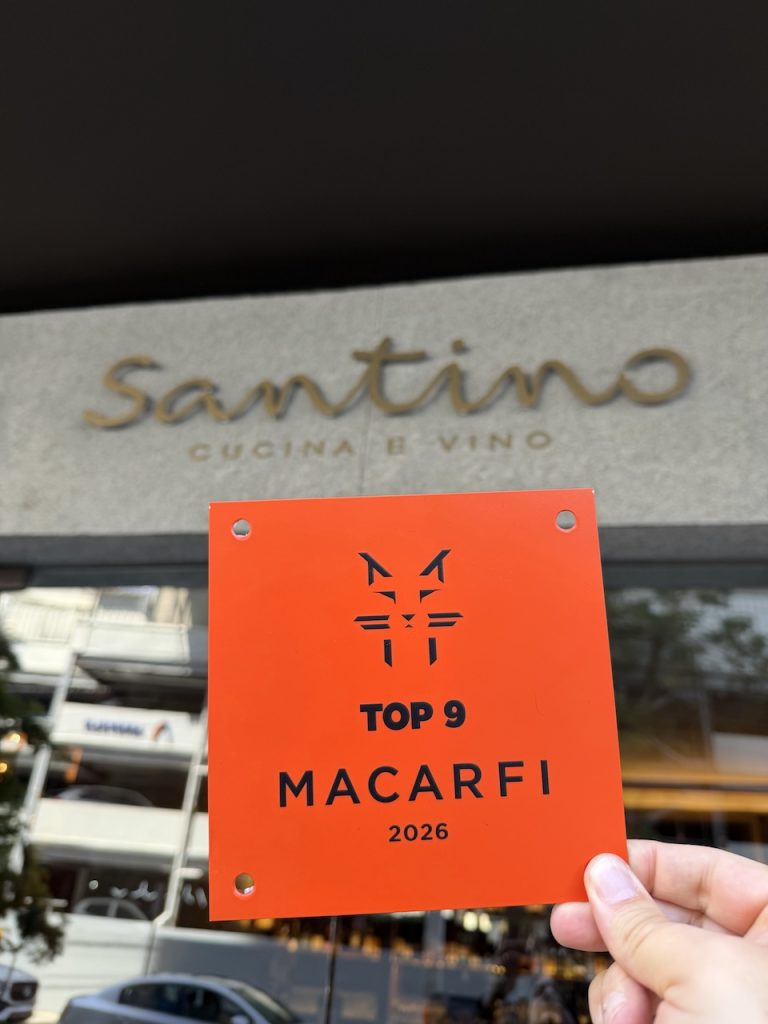 Santino
CUCINA E VINO
TOP 9
MACARFI
2026